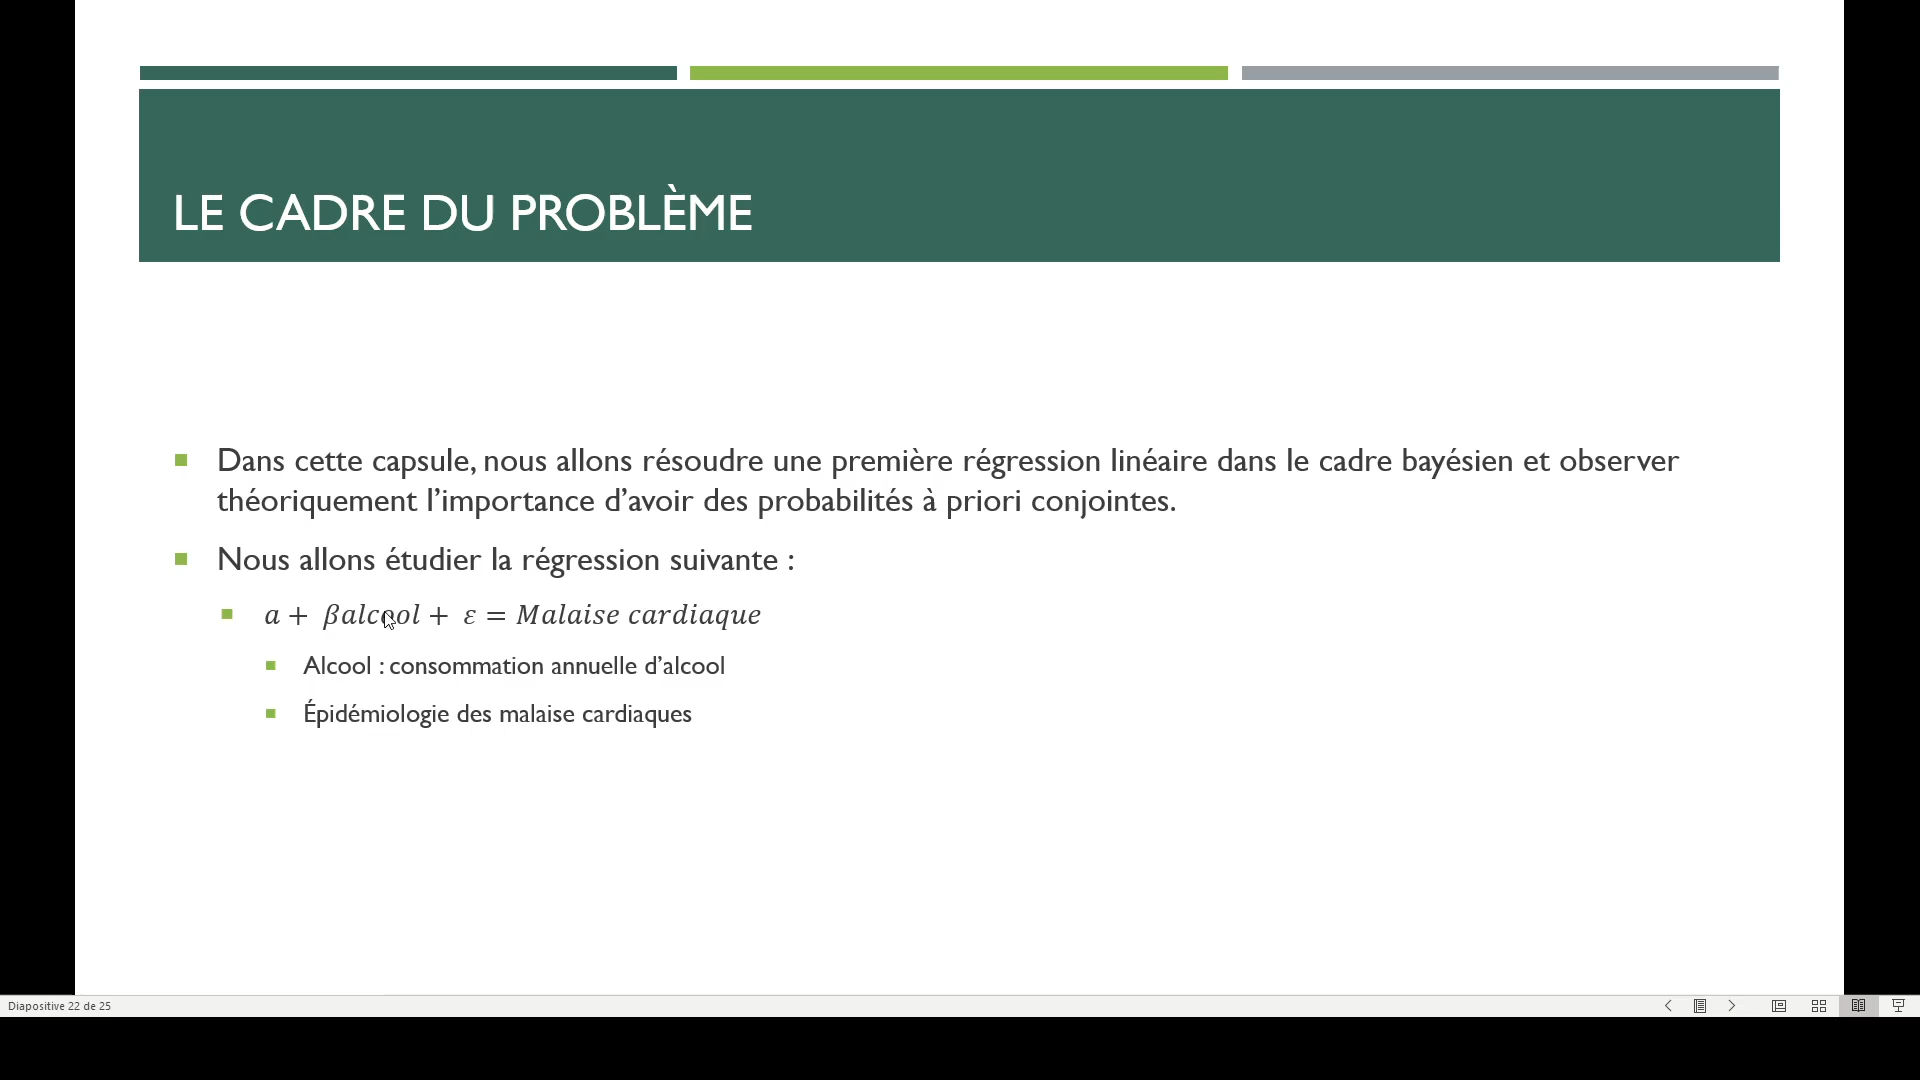 LE CADRE DU PROBLÈME
Dans cette capsule, nous allons résoudre une première régression linéaire dans le cadre bayésien et observer
théoriquement l’importance d’avoir des probabilités à priori conjointes.
Nous allons étudier la régression suivante :
a + βalcool + ε = Malaise cardiaque
Alcool : consommation annuelle d’alcool
Épidémiologie des malaise cardiaques
Diapositive 22 de 25